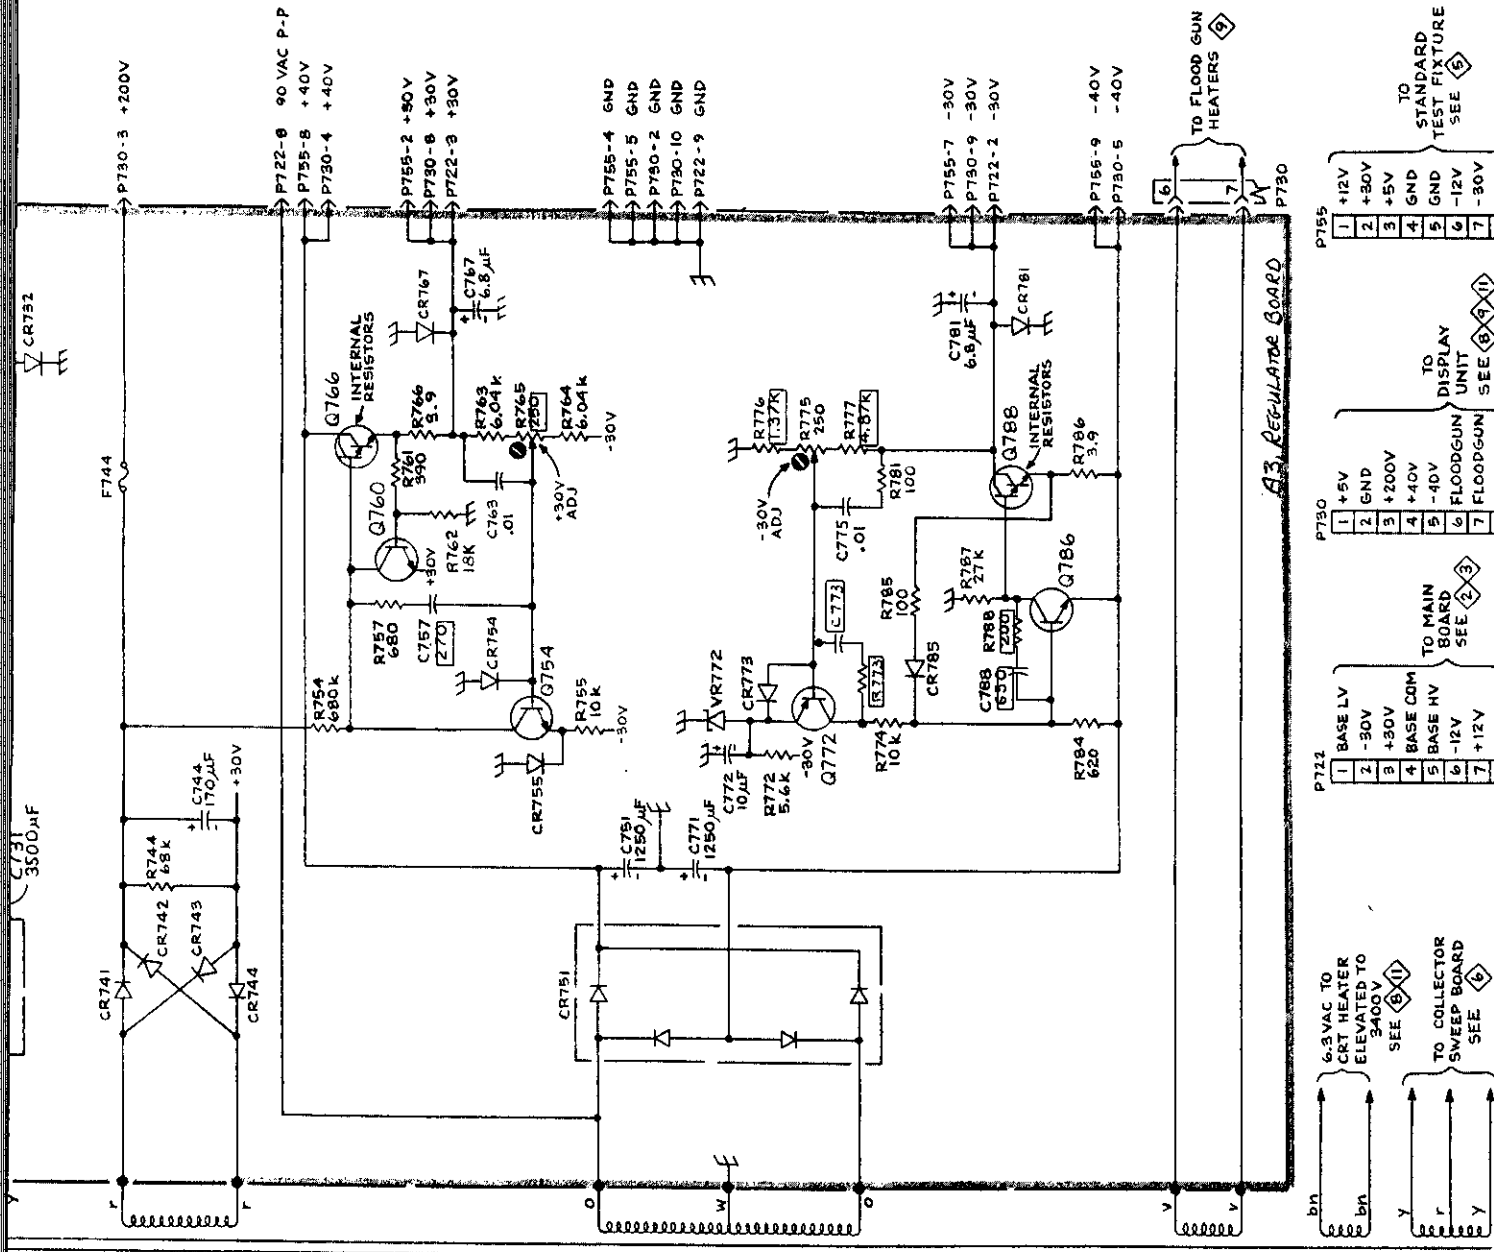 CR732
C731
3500µF
F744
P730-3 +200V
P722-8 90 VAC P-P
P755-8 +40V
P730-4 +40V
P755-2 +30V
P730-8 +30V
P722-3 +30V
P755-4 GND
P755-5 GND
P730-2 GND
P730-10 GND
P722-9 GND
P755-7 -30V
P730-9 -30V
P722-2 -30V
P755-9 -40V
P730-5 -40V
TO FLOOD GUN
HEATERS 9
6
7
P730
CR741
CR742
CR743
CR744
R744
68k
C744
170µF
+30V
Q766
INTERNAL
RESISTORS
R766
3.9
CR767
C767
6.8µF
R763
6.04k
R765
250
R764
6.04k
-30V
R761
390
Q760
+30V
R762
18K
C763
.01
+30V
ADJ
R754
680k
R757
680
C757
270
CR754
Q754
R755
10k
-30V
CR755
C751
1250µF
C771
1250µF
CR751
VR772
CR773
C772
10µF
R772
5.6k
-30V
Q772
R774
10k
C773
R773
-30V
ADJ
R776
1.37K
R775
250
R777
4.87K
R781
100
C775
.01
C781
6.8µF
CR781
Q788
INTERNAL
RESISTORS
R786
3.9
R785
100
CR785
R787
27k
R788
200
C788
Q786
R784
620
A3, REGULATOR BOARD
r
r
o
w
o
v
v
bn
bn
y
r
y
6.3VAC TO
CRT HEATER
ELEVATED TO
3400V
SEE 8 11
TO COLLECTOR
SWEEP BOARD
SEE 6
P722
1 BASE LV
2 -30V
3 +30V
4 BASE COM
5 BASE HV
6 -12V
7 +12V
TO MAIN
BOARD
SEE 2 3
P730
1 +5V
2 GND
3 +200V
4 +40V
5 -40V
6 FLOODGUN
7 FLOODGUN
TO
DISPLAY
UNIT
SEE 8 9 11
P755
1 +12V
2 +30V
3 +5V
4 GND
5 GND
6 -12V
7 -30V
TO
STANDARD
TEST FIXTURE
SEE 5